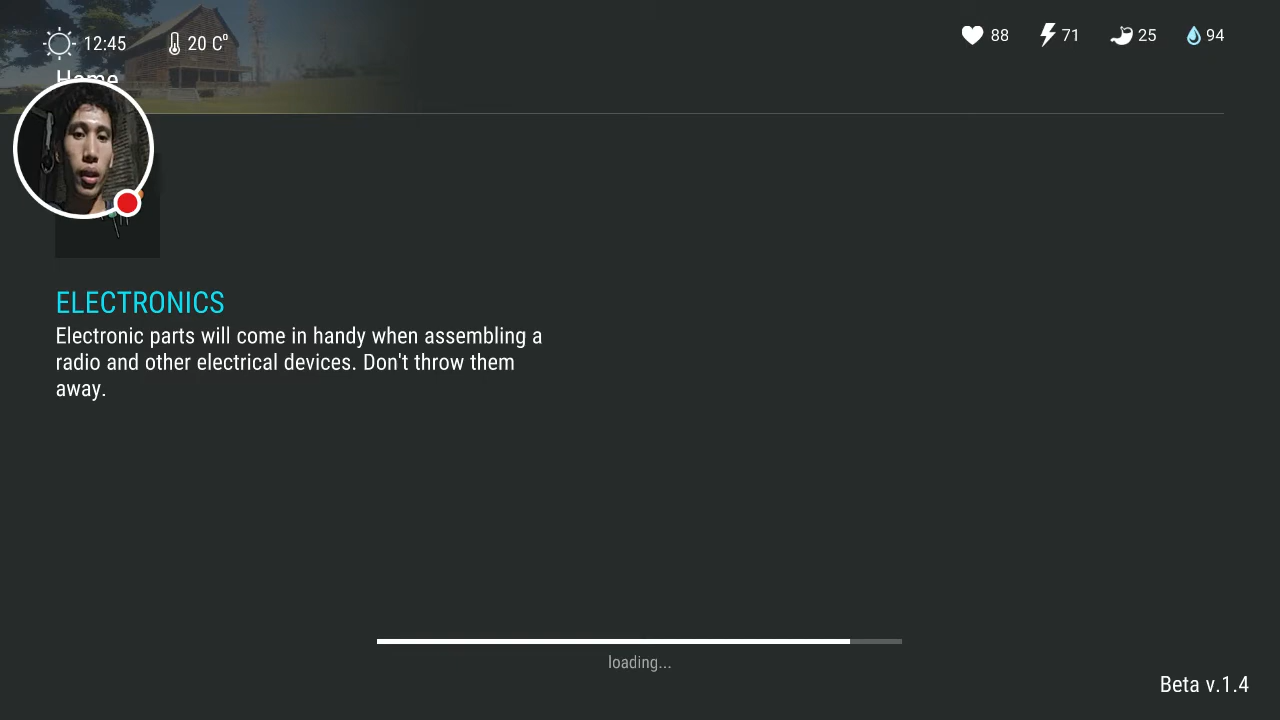 12:45 20 C° 88 71 25 94
Home
ELECTRONICS
Electronic parts will come in handy when assembling a
radio and other electrical devices. Don't throw them
away.
loading...
Beta v.1.4